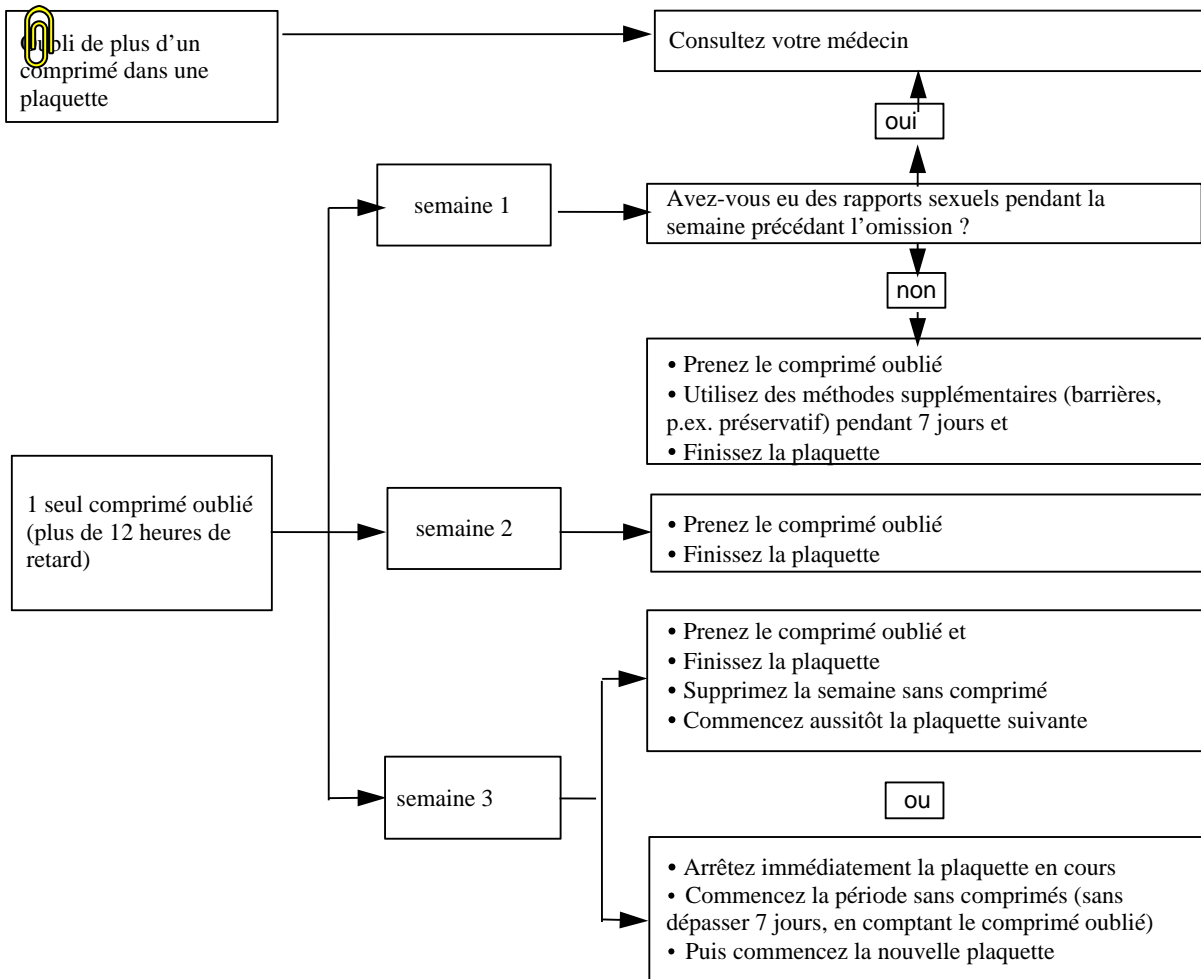 Oubli de plus d’un
comprimé dans une
plaquette
Consultez votre médecin
oui
semaine 1
Avez-vous eu des rapports sexuels pendant la
semaine précédant l’omission ?
non
• Prenez le comprimé oublié
• Utilisez des méthodes supplémentaires (barrières,
p.ex. préservatif) pendant 7 jours et
• Finissez la plaquette
1 seul comprimé oublié
(plus de 12 heures de
retard)
semaine 2
• Prenez le comprimé oublié
• Finissez la plaquette
• Prenez le comprimé oublié et
• Finissez la plaquette
• Supprimez la semaine sans comprimé
• Commencez aussitôt la plaquette suivante
semaine 3
ou
• Arrêtez immédiatement la plaquette en cours
• Commencez la période sans comprimés (sans
dépasser 7 jours, en comptant le comprimé oublié)
• Puis commencez la nouvelle plaquette